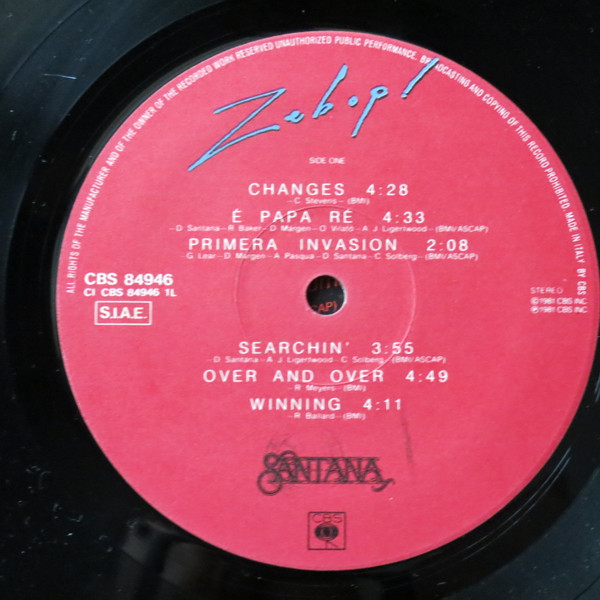 ALL RIGHTS OF THE MANUFACTURER AND OF THE OWNER OF THE RECORDED WORK RESERVED UNAUTHORIZED PUBLIC PERFORMANCE, BROADCASTING AND COPYING OF THIS RECORD PROHIBITED MADE IN ITALY BY CBS
Zebop!
SIDE ONE
CHANGES 4:28
- C Stevens - (BMI)
É PAPA RÉ 4:33
- D Santana - R Baker - D Margen - O Vilató - A J Ligertwood - (BMI/ASCAP)
PRIMERA INVASION 2:08
- G Lear - D Margen - A Pasqua - D Santana - C Solberg - (BMI/ASCAP)
CBS 84946
CI CBS 84946 1L
S.I.A.E.
STEREO
© 1981 CBS INC
℗ 1981 CBS INC
SEARCHIN' 3:55
- D Santana - A J Ligertwood - C Solberg - (BMI/ASCAP)
OVER AND OVER 4:49
- R Meyers - (BMI)
WINNING 4:11
- R Ballard - (BMI)
SANTANA
CBS